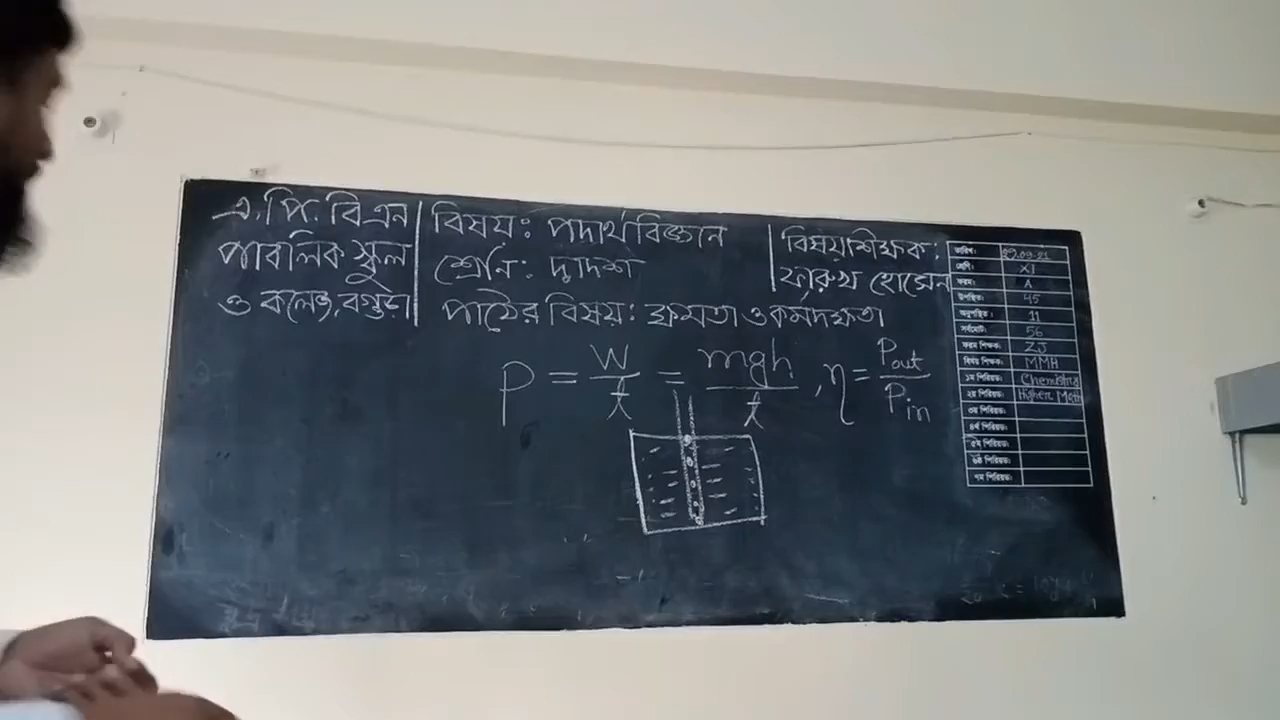 এ.পি.বিএন
পাবলিক স্কুল
ও কলেজ, বগুড়া
বিষয়: পদার্থবিজ্ঞান
শ্রেণি: দ্বাদশ
পাঠের বিষয়: ক্ষমতা ও কর্মদক্ষতা
বিষয়শিক্ষক:
ফারুখ হোসেন
P = W/t = mgh/t , η = Pout/Pin
তারিখ:
শ্রেণি: XI
ফরম: A
উপস্থিত: 45
অনুপস্থিত: 11
সর্বমোট: 56
ফরম শিক্ষক: ZJ
বিষয় শিক্ষক: MMH
১ম পিরিয়ড: Chemistry
২য় পিরিয়ড: Higher Math
৩য় পিরিয়ড:
৪র্থ পিরিয়ড:
৫ম পিরিয়ড:
৬ষ্ঠ পিরিয়ড:
৭ম পিরিয়ড: